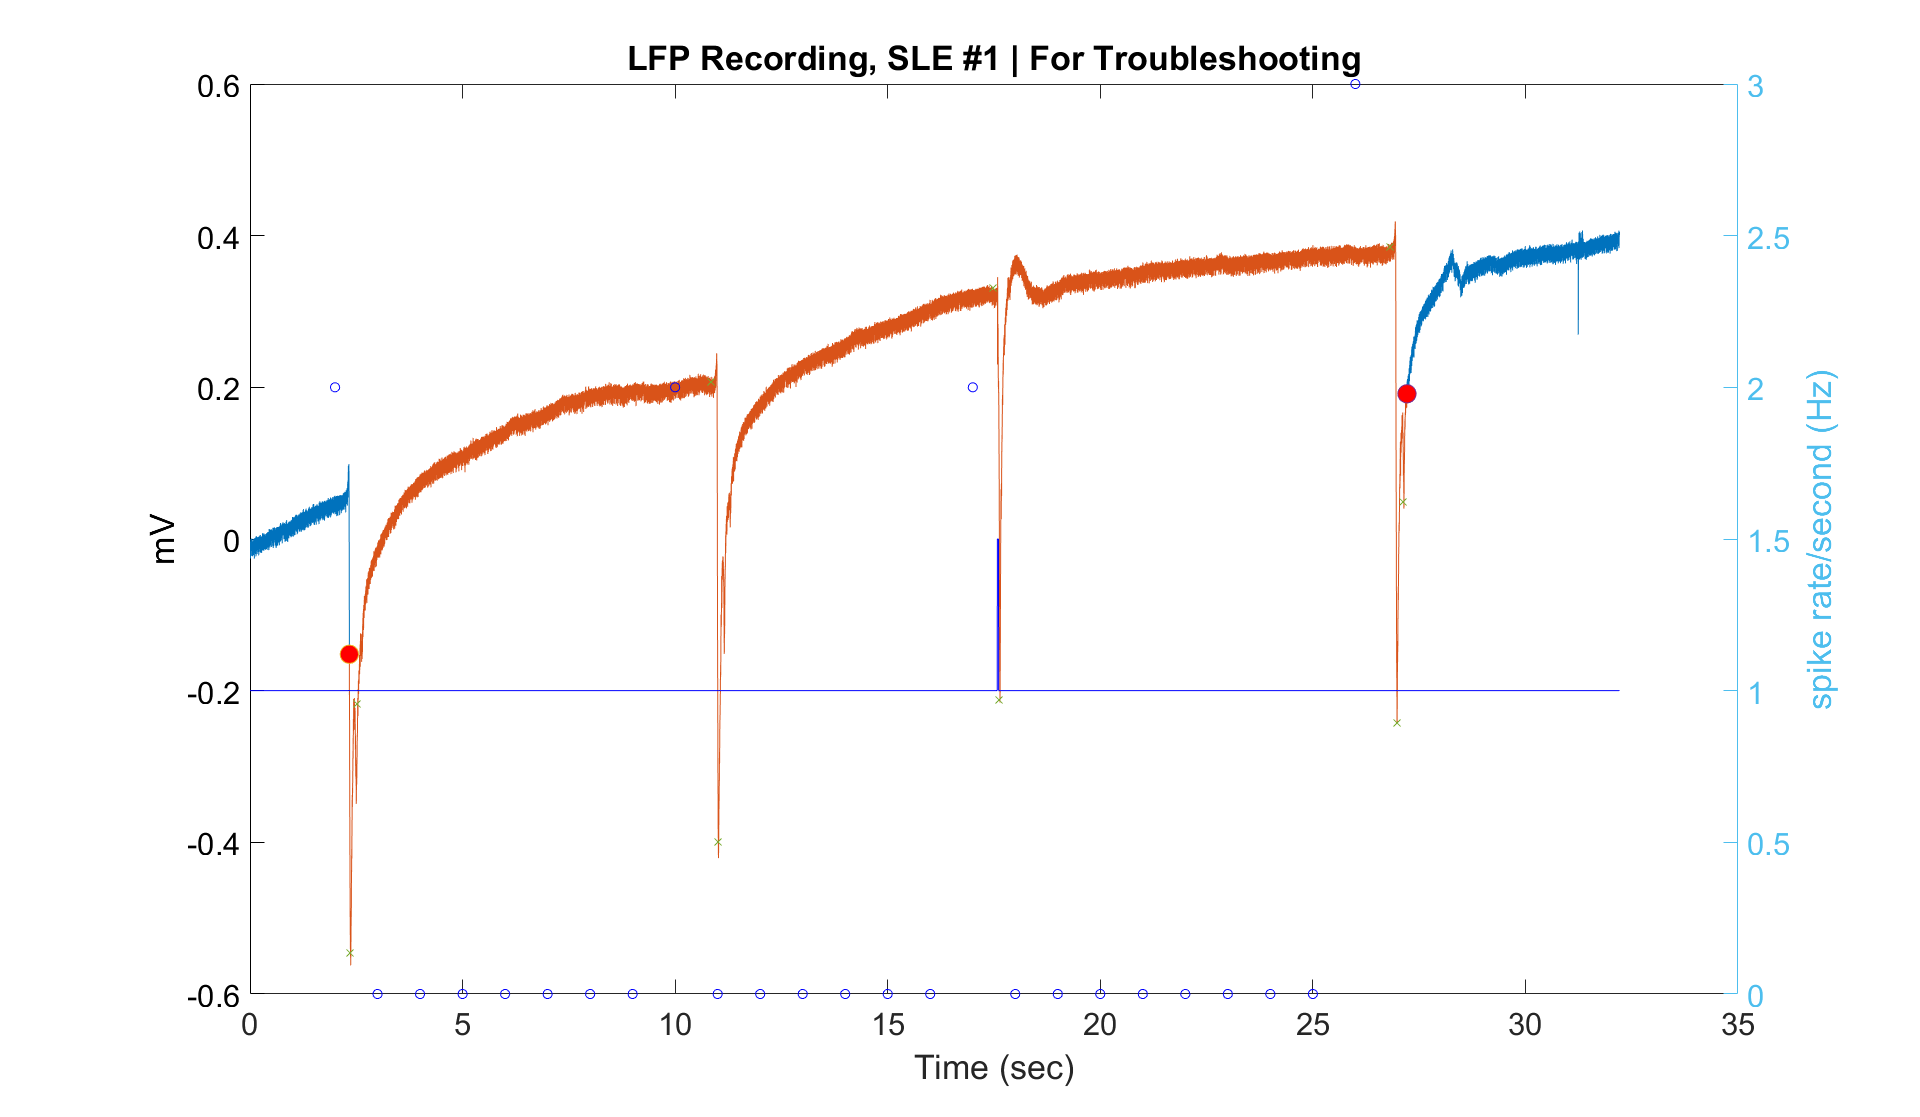 LFP Recording, SLE #1 | For Troubleshooting
0.6
0.4
0.2
0
-0.2
-0.4
-0.6
mV
3
2.5
2
1.5
1
0.5
0
spike rate/second (Hz)
0 5 10 15 20 25 30 35
Time (sec)